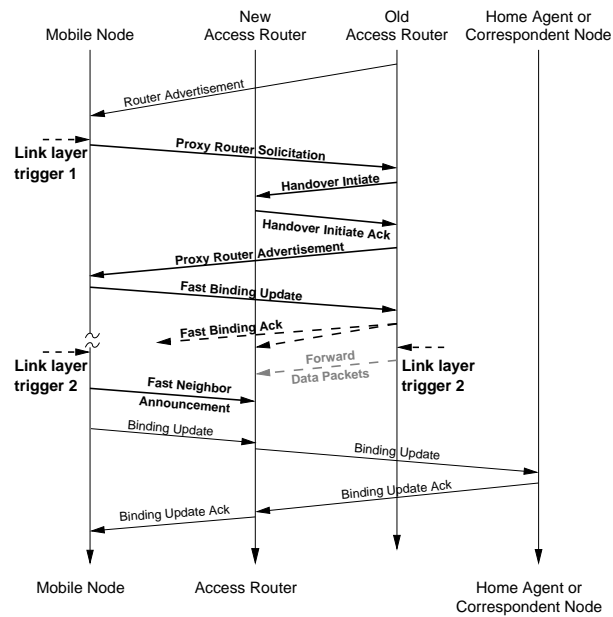 Mobile Node
New
Access Router
Old
Access Router
Home Agent or
Correspondent Node
Router Advertisement
Link layer
trigger 1
Proxy Router Solicitation
Handover Intiate
Handover Initiate Ack
Proxy Router Advertisement
Fast Binding Update
Fast Binding Ack
Link layer
trigger 2
Forward
Data Packets
Link layer
trigger 2
Fast Neighbor
Announcement
Binding Update
Binding Update
Binding Update Ack
Binding Update Ack
Mobile Node
Access Router
Home Agent or
Correspondent Node